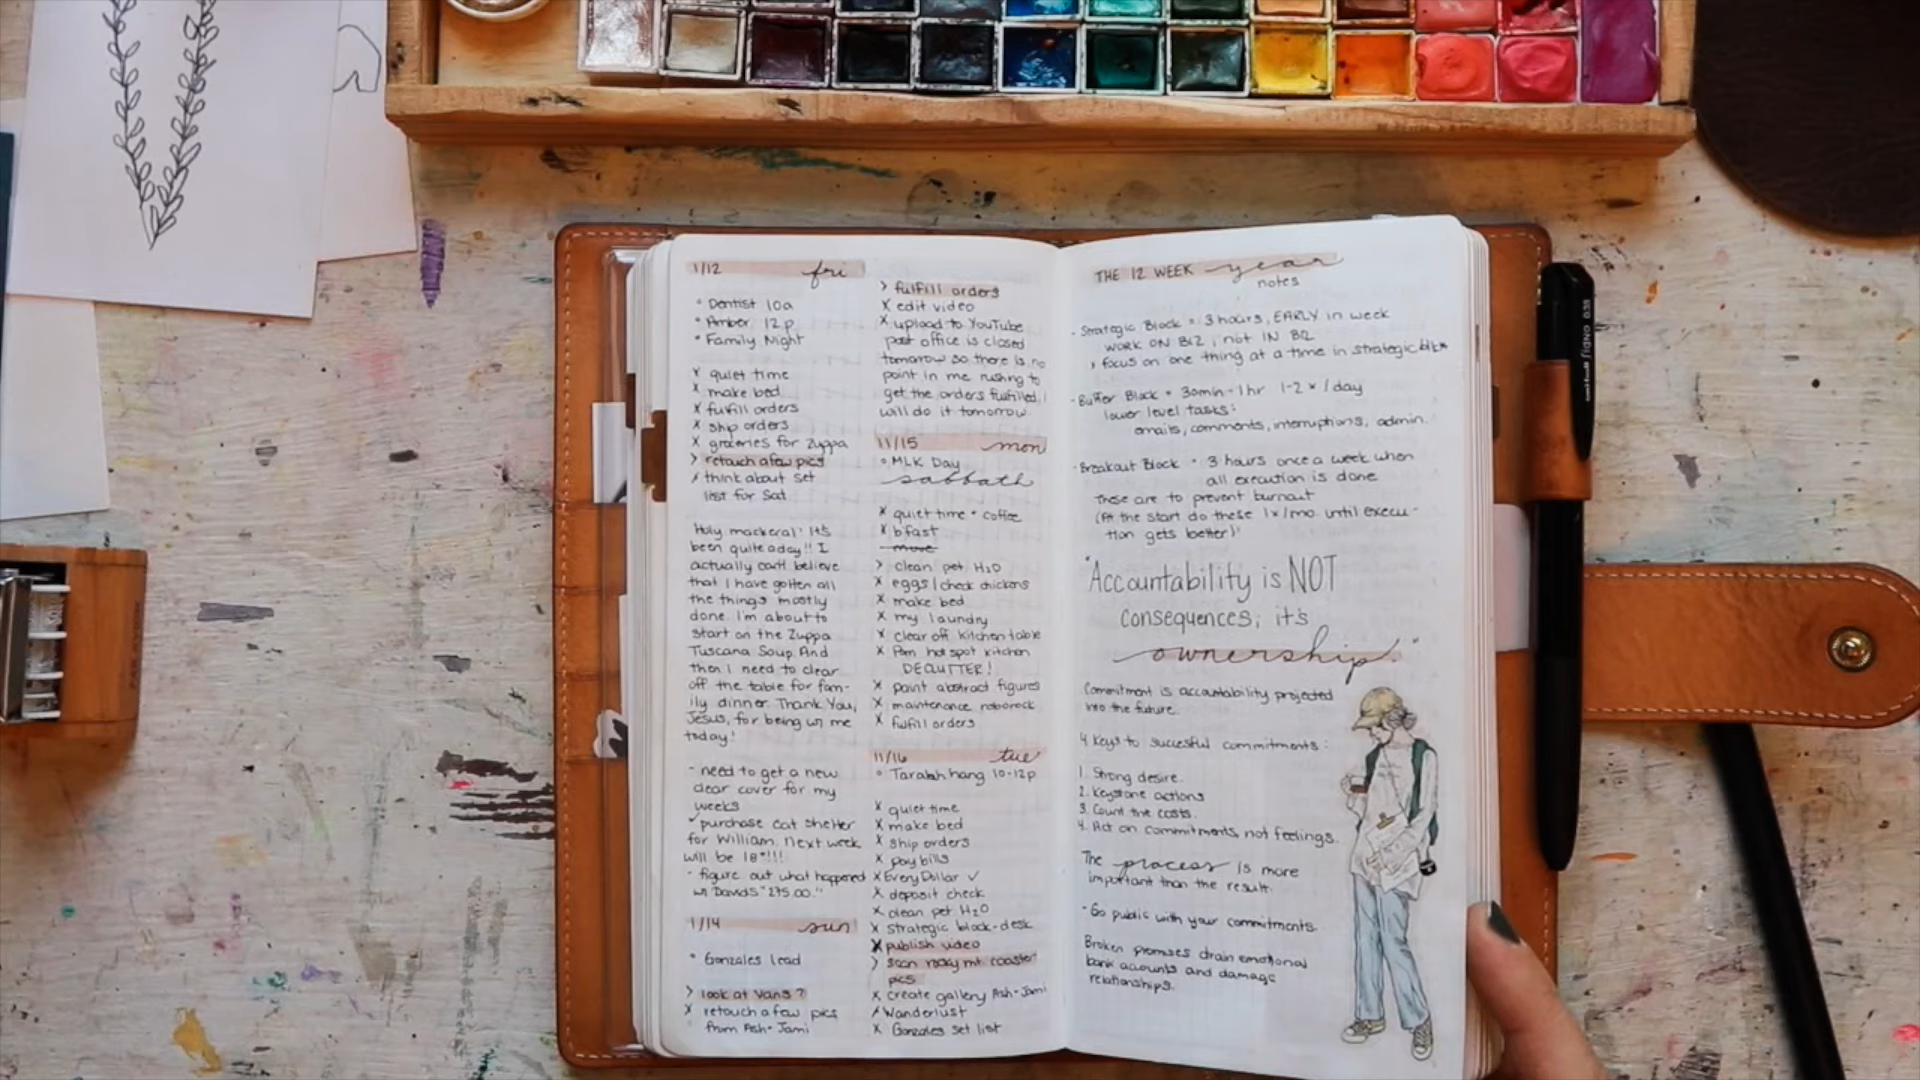 1/12 fri
° Dentist 10a
° Amber 12p
° Family Night
x quiet time
x make bed
x fulfill orders
x ship orders
x groceries for Zuppa
> retouch a few pics
/ think about set
list for Sat
Holy mackeral! It's
been quite a day!! I
actually can't believe
that I have gotten all
the things mostly
done. I'm about to
start on the Zuppa
Tuscana Soup. And
then I need to clear
off the table for fam-
ily dinner. Thank You,
Jesus, for being w/ me
today!
- need to get a new
clear cover for my
weeks
✓ purchase cat shelter
for William. Next week
will be 18°!!!
- figure out what happened
w/ David's "275.00."
1/14 sun
° Gonzales lead
> look at Vans?
x retouch a few pics
from Ash + Jami
> fulfill orders
x edit video
x upload to YouTube
post office is closed
tomorrow so there is no
point in me rushing to
get the orders fulfilled. I
will do it tomorrow.
11/15 mon
° MLK Day
sabbath
x quiet time + coffee
x b'fast
move
> clean pet H2O
x eggs/check chickens
x make bed
x my laundry
x clear off kitchen table
x hot spot kitchen
DECLUTTER!
x paint abstract figures
x maintenance roborock
x fulfill orders
11/16 tue
° Tarah hang 10-12p
x quiet time
x make bed
x ship orders
x pay bills
x EveryDollar ✓
x deposit check
x clean pet H2O
x strategic block - desk
x publish video
> scan rocky mt. coaster
pics
x create gallery Ash + Jami
/ Wanderlust
x Gonzales set list
THE 12 WEEK year
notes
- Strategic Block = 3 hours, EARLY in week
WORK ON BIZ, not IN BIZ
> focus on one thing at a time in strategic blk
- Buffer Block = 30min - 1hr 1-2 x / day
lower level tasks:
emails, comments, interruptions, admin.
- Breakout Block = 3 hours once a week when
all execution is done
These are to prevent burnout
(At the start do these 1x/mo. until execu-
tion gets better)!
"Accountability is NOT
consequences; it's
ownership."
Commitment is accountability projected
into the future.
4 Keys to succesful commitments:
1. Strong desire.
2. Keystone actions
3. Count the costs.
4. Act on commitments, not feelings.
The process is more
important than the result.
- Go public with your commitments.
Broken promises drain emotional
bank acounts and damage
relationships.